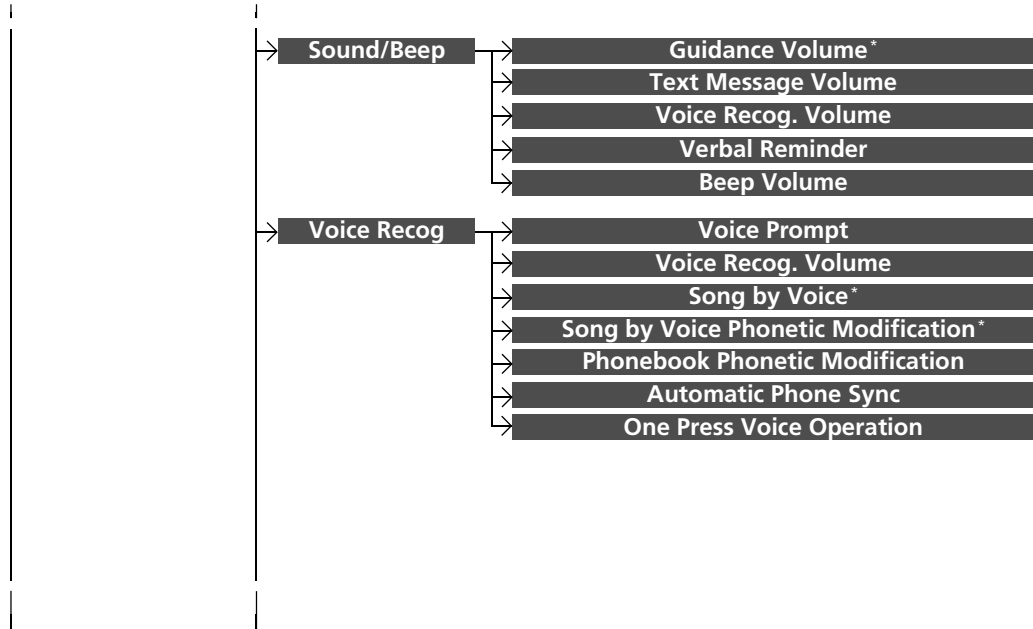 Sound/Beep
Guidance Volume*
Text Message Volume
Voice Recog. Volume
Verbal Reminder
Beep Volume
Voice Recog
Voice Prompt
Voice Recog. Volume
Song by Voice*
Song by Voice Phonetic Modification*
Phonebook Phonetic Modification
Automatic Phone Sync
One Press Voice Operation